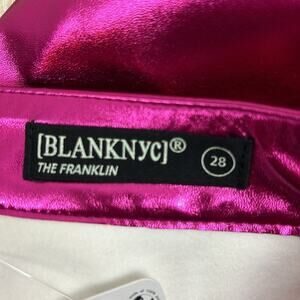 [BLANKNYC]®
THE FRANKLIN
28